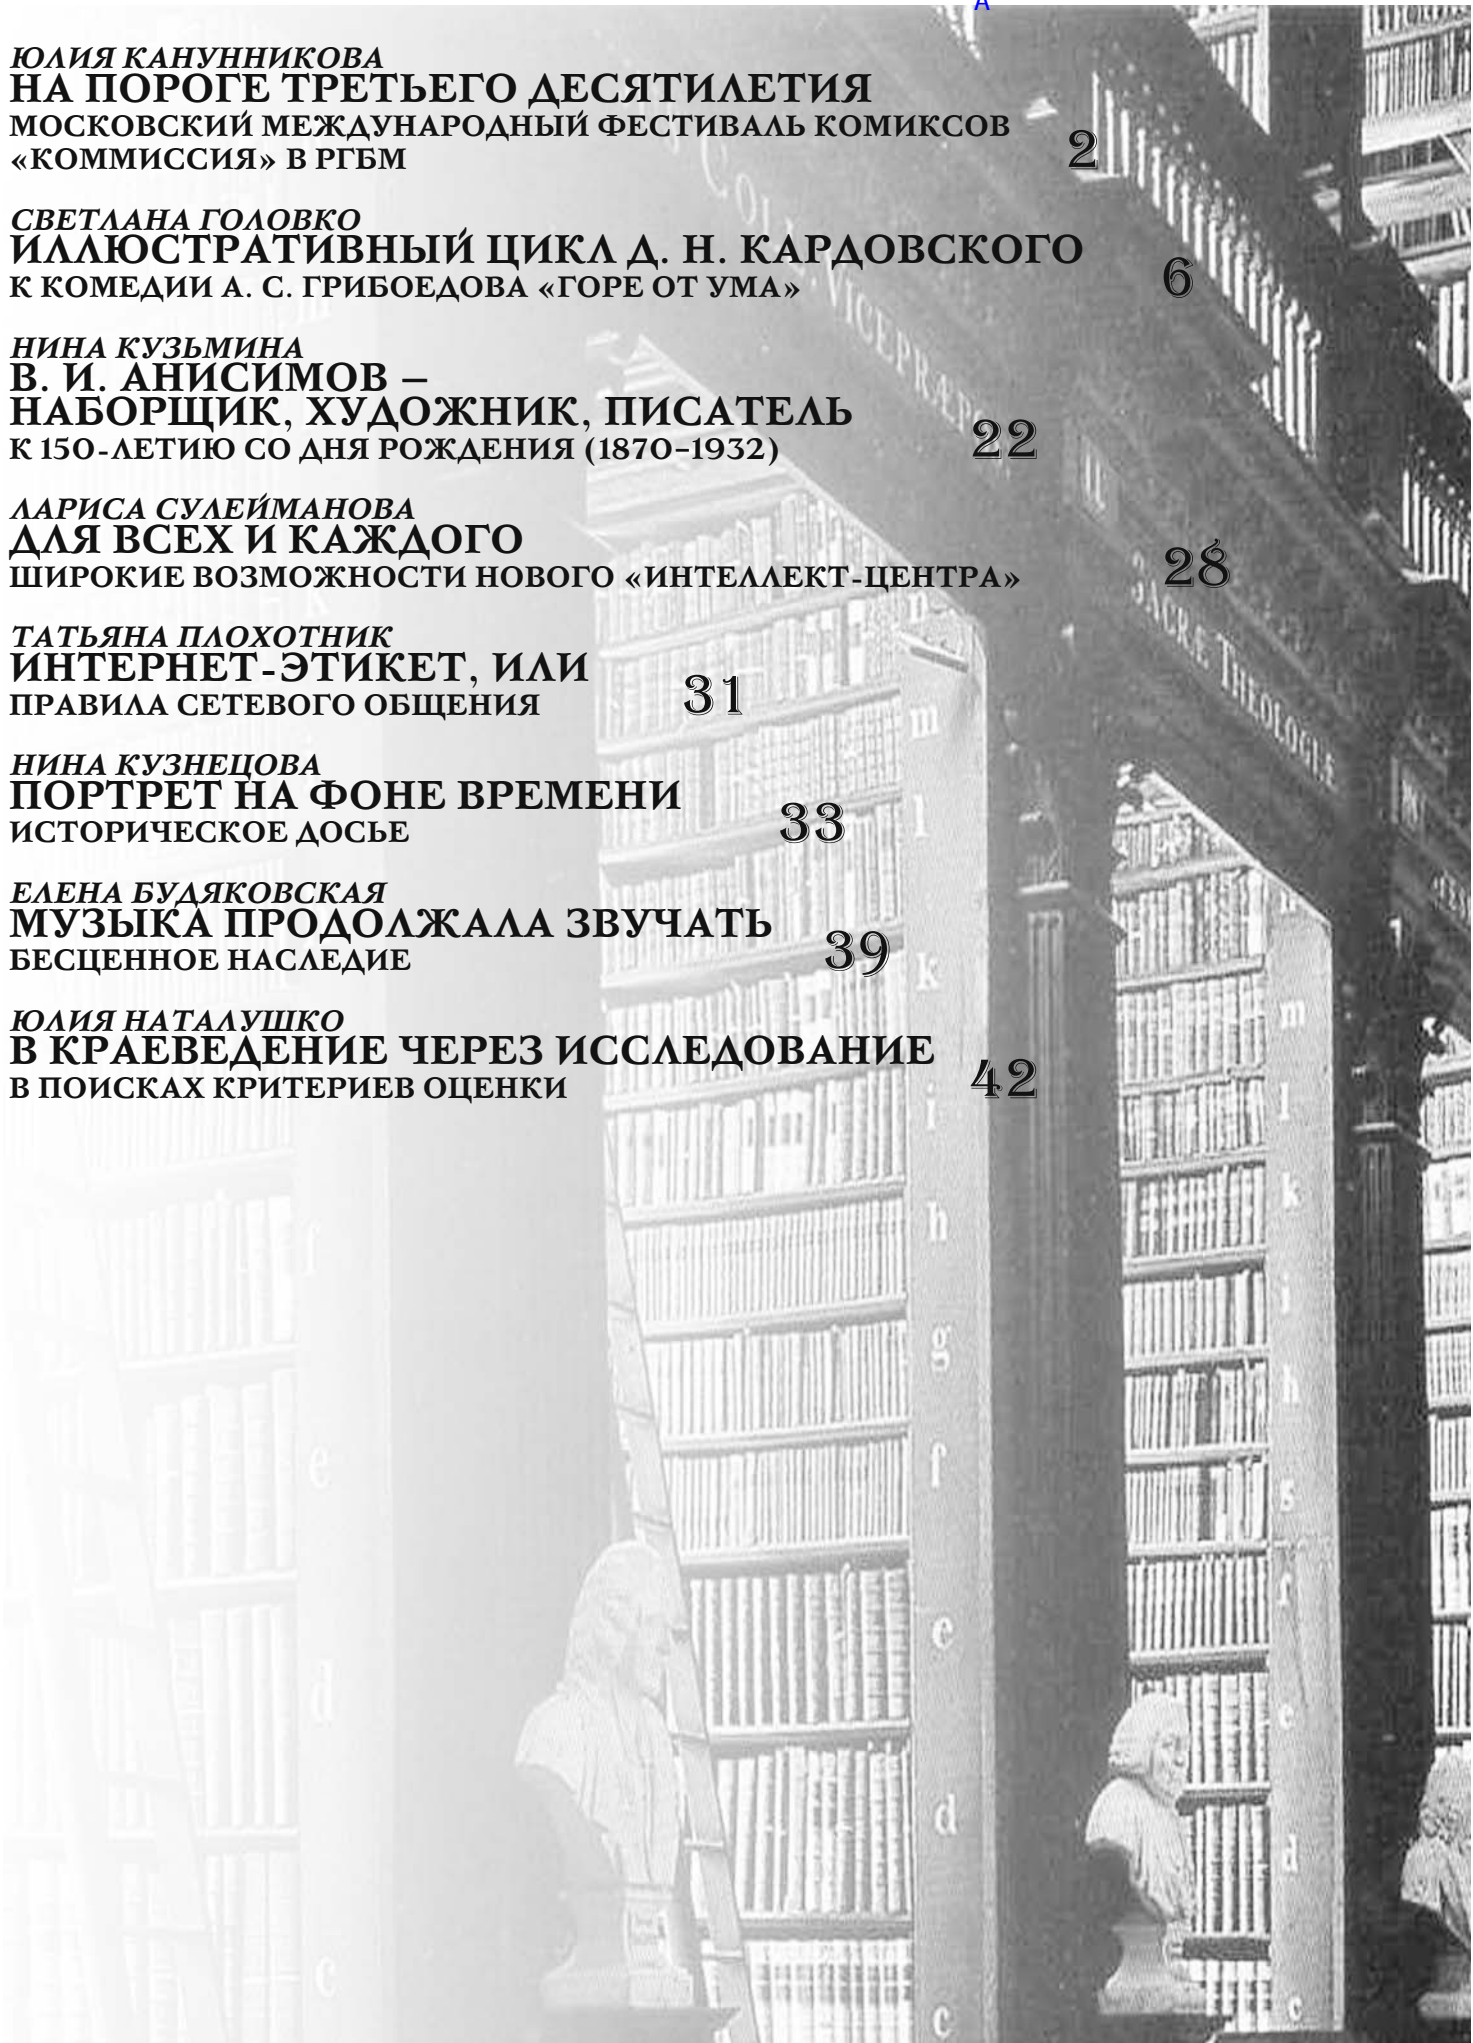 А
ЮЛИЯ КАНУННИКОВА
НА ПОРОГЕ ТРЕТЬЕГО ДЕСЯТИЛЕТИЯ
МОСКОВСКИЙ МЕЖДУНАРОДНЫЙ ФЕСТИВАЛЬ КОМИКСОВ
«КОММИССИЯ» В РГБМ 2
СВЕТЛАНА ГОЛОВКО
ИЛЛЮСТРАТИВНЫЙ ЦИКЛ Д. Н. КАРДОВСКОГО
К КОМЕДИИ А. С. ГРИБОЕДОВА «ГОРЕ ОТ УМА» 6
НИНА КУЗЬМИНА
В. И. АНИСИМОВ –
НАБОРЩИК, ХУДОЖНИК, ПИСАТЕЛЬ
К 150-ЛЕТИЮ СО ДНЯ РОЖДЕНИЯ (1870–1932) 22
ЛАРИСА СУЛЕЙМАНОВА
ДЛЯ ВСЕХ И КАЖДОГО
ШИРОКИЕ ВОЗМОЖНОСТИ НОВОГО «ИНТЕЛЛЕКТ-ЦЕНТРА» 28
ТАТЬЯНА ПЛОХОТНИК
ИНТЕРНЕТ-ЭТИКЕТ, ИЛИ
ПРАВИЛА СЕТЕВОГО ОБЩЕНИЯ 31
НИНА КУЗНЕЦОВА
ПОРТРЕТ НА ФОНЕ ВРЕМЕНИ
ИСТОРИЧЕСКОЕ ДОСЬЕ 33
ЕЛЕНА БУДЯКОВСКАЯ
МУЗЫКА ПРОДОЛЖАЛА ЗВУЧАТЬ
БЕСЦЕННОЕ НАСЛЕДИЕ 39
ЮЛИЯ НАТАЛУШКО
В КРАЕВЕДЕНИЕ ЧЕРЕЗ ИССЛЕДОВАНИЕ
В ПОИСКАХ КРИТЕРИЕВ ОЦЕНКИ 42
SACRÆ THEOLOGIÆ
n
m
l
k
i
h
g
f
e
d
c
m
l
k
i
h
f
e
d
c
f
e
d
c